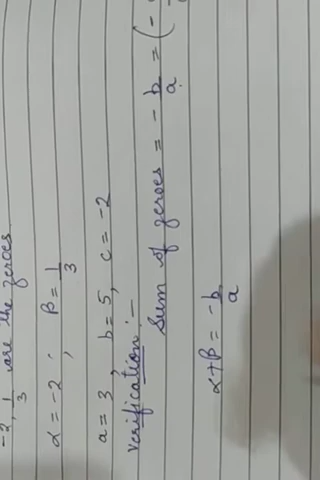 -2, 1/3 are the zeroes
α = -2 , β = 1/3
a = 3 , b = 5, c = -2
Verification :-
Sum of zeroes = - b/a = (-
α+β = -b/a